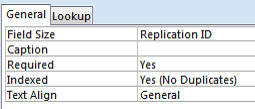 General Lookup
Field Size Replication ID
Caption
Required Yes
Indexed Yes (No Duplicates)
Text Align General